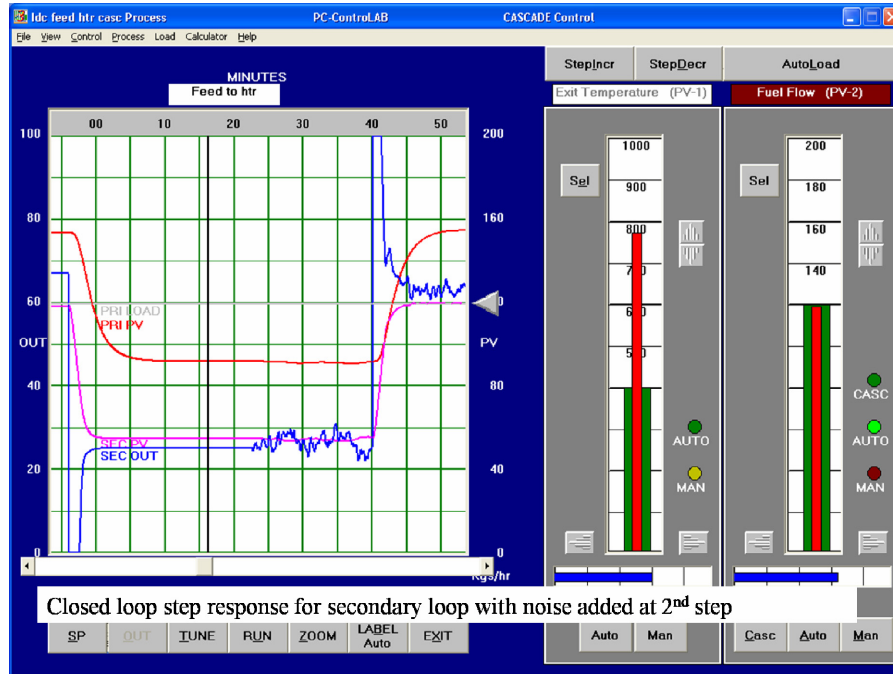 ldc feed htr casc Process PC-ControLAB CASCADE Control
File View Control Process Load Calculator Help
StepIncr StepDecr AutoLoad
MINUTES
Feed to htr
Exit Temperature (PV-1) Fuel Flow (PV-2)
00 10 20 30 40 50
100 200
80 160
60
OUT PV
40 80
20 40
0 0
PRI LOAD
PRI PV
SEC PV
SEC OUT
Kgs/hr
Sel
1000
900
800
Sel
200
180
160
140
CASC
AUTO
MAN
AUTO
MAN
Closed loop step response for secondary loop with noise added at 2nd step
SP OUT TUNE RUN ZOOM LABEL Auto EXIT
Auto Man Casc Auto Man